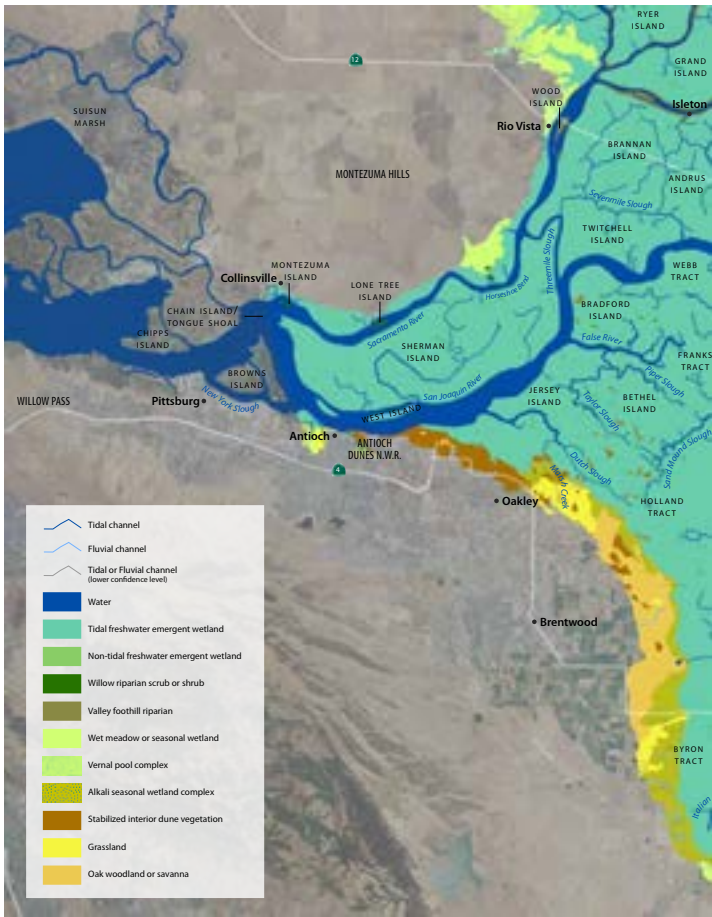 RYER
ISLAND
GRAND
ISLAND
12
WOOD
ISLAND
Isleton
SUISUN
MARSH
Rio Vista
BRANNAN
ISLAND
MONTEZUMA HILLS
ANDRUS
ISLAND
Sevenmile Slough
TWITCHELL
ISLAND
Threemile Slough
MONTEZUMA
ISLAND
Collinsville
WEBB
TRACT
LONE TREE
ISLAND
Horseshoe Bend
BRADFORD
ISLAND
CHAIN ISLAND/
TONGUE SHOAL
Sacramento River
CHIPPS
ISLAND
False River
SHERMAN
ISLAND
FRANKS
TRACT
BROWNS
ISLAND
Piper Slough
San Joaquin River
JERSEY
ISLAND
BETHEL
ISLAND
Taylor Slough
WILLOW PASS
Pittsburg
New York Slough
WEST ISLAND
Antioch
ANTIOCH
DUNES N.W.R.
4
Sand Mound Slough
Dutch Slough
Marsh Creek
Oakley
HOLLAND
TRACT
Tidal channel
Fluvial channel
Tidal or Fluvial channel
(lower confidence level)
Water
Tidal freshwater emergent wetland
Non-tidal freshwater emergent wetland
Willow riparian scrub or shrub
Valley foothill riparian
Wet meadow or seasonal wetland
Vernal pool complex
Alkali seasonal wetland complex
Stabilized interior dune vegetation
Grassland
Oak woodland or savanna
Brentwood
BYRON
TRACT
Italian